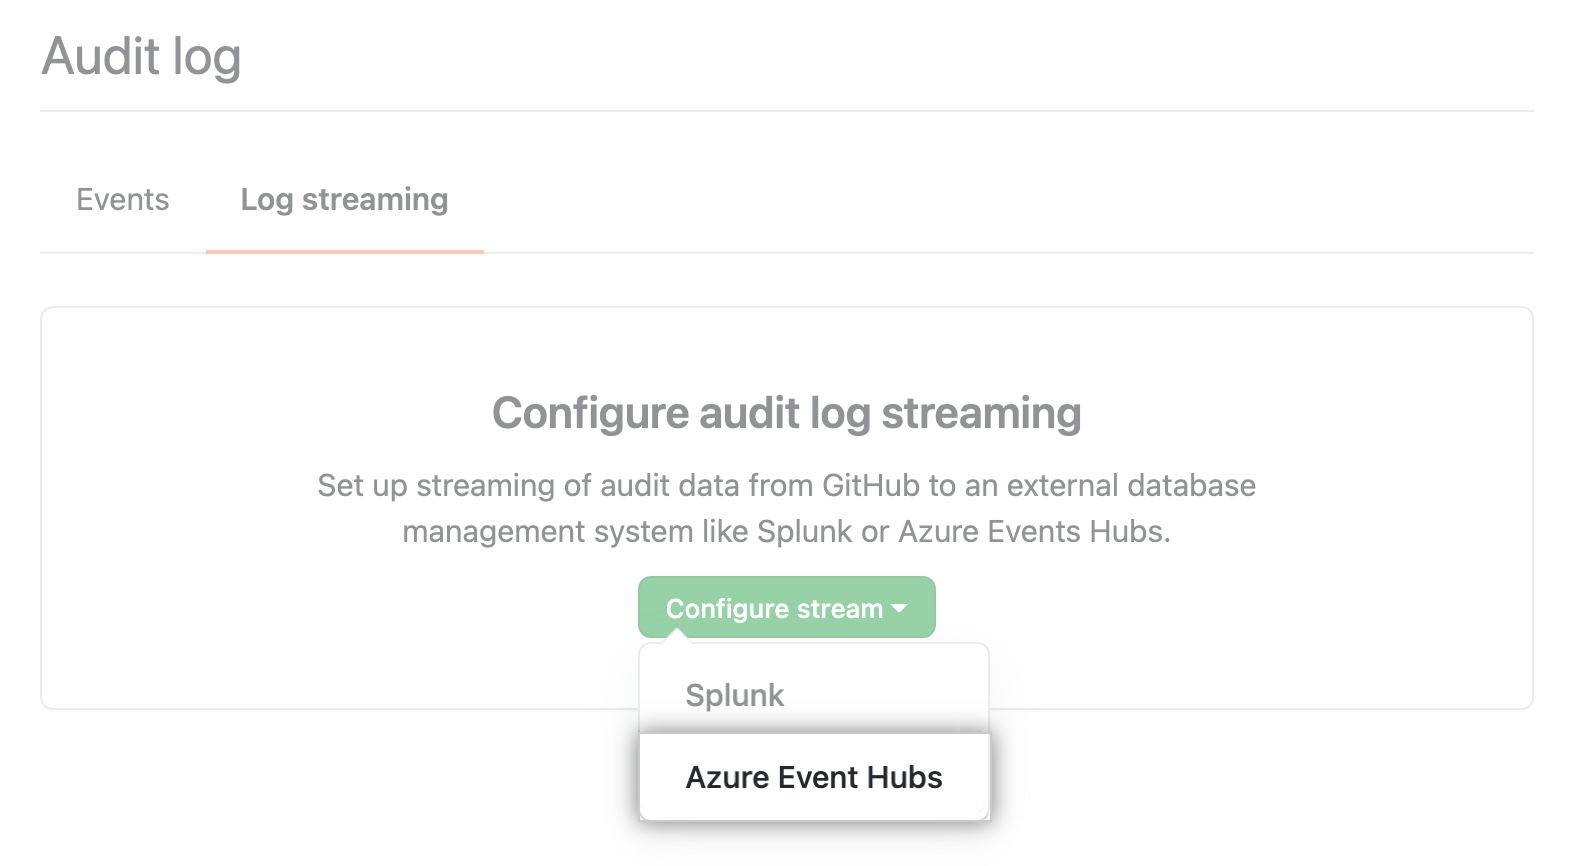 Audit log
Events
Log streaming
Configure audit log streaming
Set up streaming of audit data from GitHub to an external database
management system like Splunk or Azure Events Hubs.
Configure stream
Splunk
Azure Event Hubs